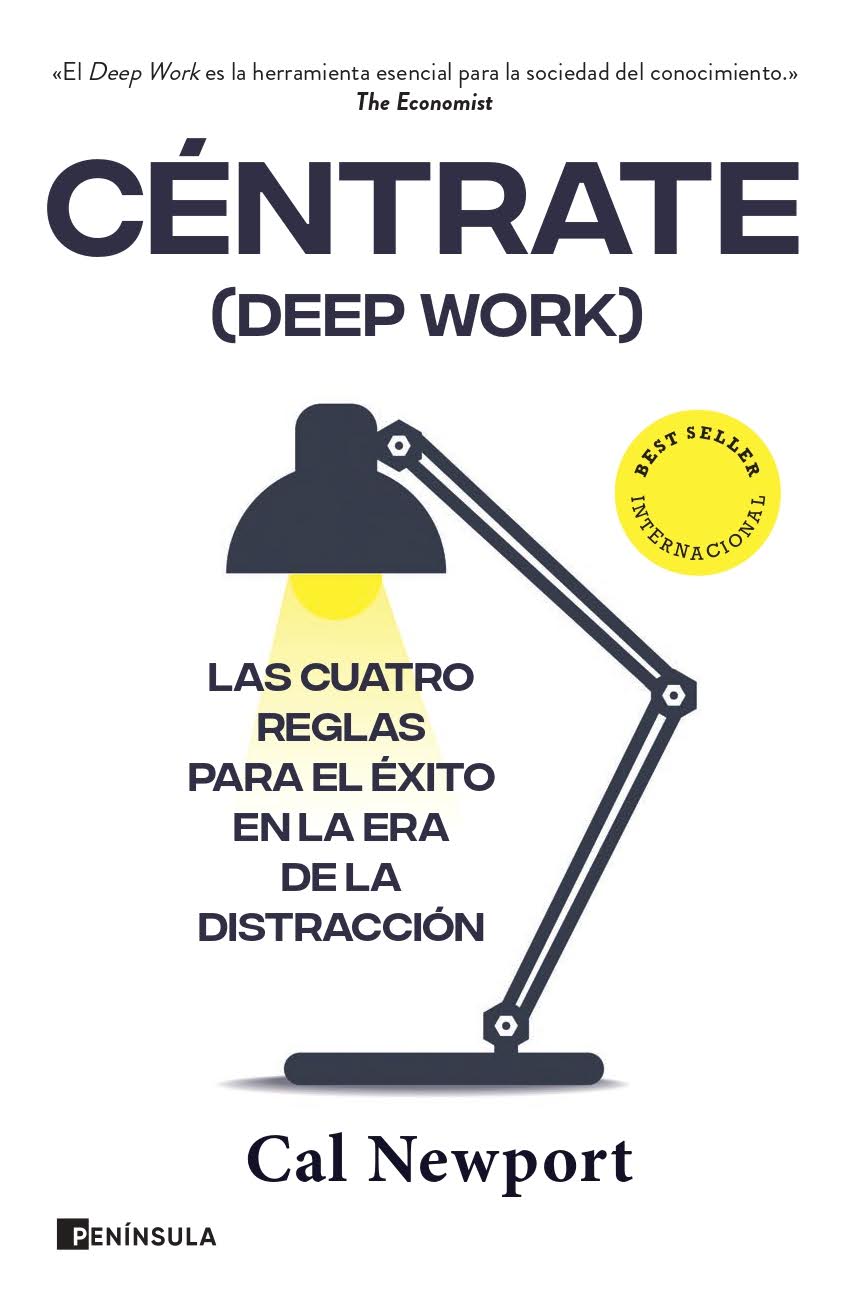 «El Deep Work es la herramienta esencial para la sociedad del conocimiento.»
The Economist
CÉNTRATE
(DEEP WORK)
BEST SELLER
INTERNACIONAL
LAS CUATRO
REGLAS
PARA EL ÉXITO
EN LA ERA
DE LA
DISTRACCIÓN
Cal Newport
PENÍNSULA